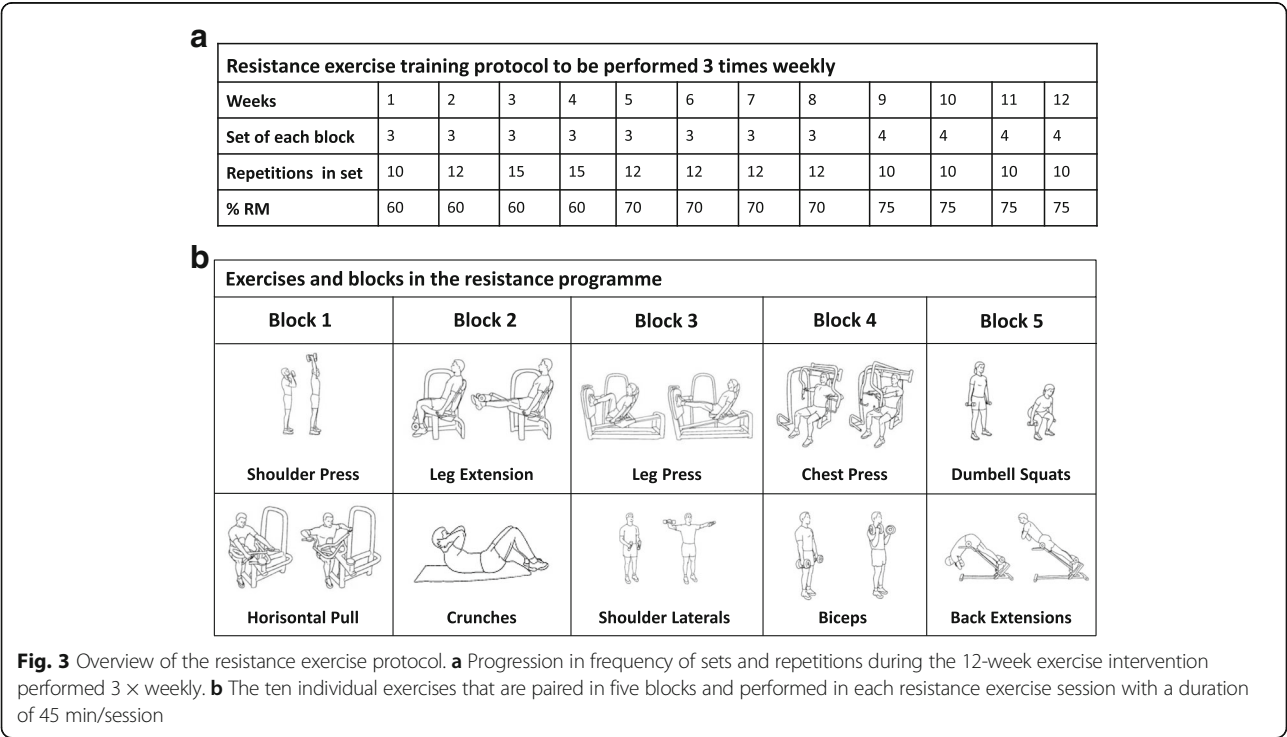 a
Resistance exercise training protocol to be performed 3 times weekly
Weeks 1 2 3 4 5 6 7 8 9 10 11 12
Set of each block 3 3 3 3 3 3 3 3 4 4 4 4
Repetitions in set 10 12 15 15 12 12 12 12 10 10 10 10
% RM 60 60 60 60 70 70 70 70 75 75 75 75
b
Exercises and blocks in the resistance programme
Block 1 Block 2 Block 3 Block 4 Block 5
Shoulder Press Leg Extension Leg Press Chest Press Dumbell Squats
Horisontal Pull Crunches Shoulder Laterals Biceps Back Extensions
Fig. 3 Overview of the resistance exercise protocol. a Progression in frequency of sets and repetitions during the 12-week exercise intervention
performed 3 × weekly. b The ten individual exercises that are paired in five blocks and performed in each resistance exercise session with a duration
of 45 min/session